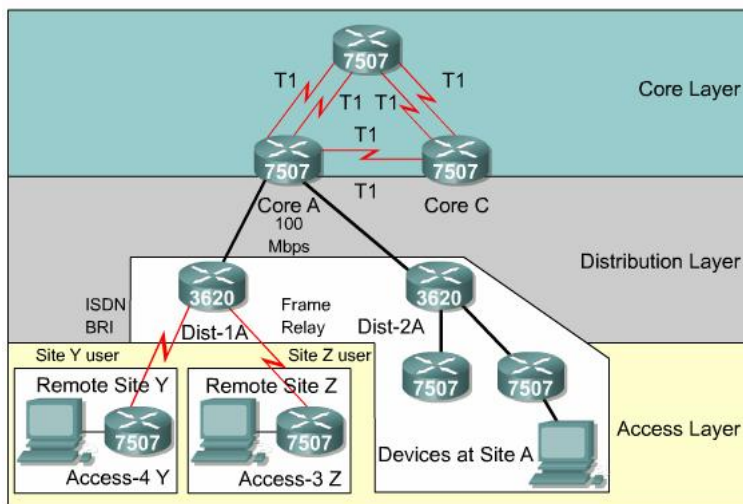 7507
T1
T1
T1
T1
Core Layer
T1
7507
7507
T1
Core A
Core C
100
Mbps
Distribution Layer
3620
3620
ISDN
BRI
Frame
Relay
Dist-1A
Dist-2A
Site Y user
Site Z user
7507
7507
Remote Site Y
Remote Site Z
7507
7507
Access Layer
Devices at Site A
Access-4 Y
Access-3 Z